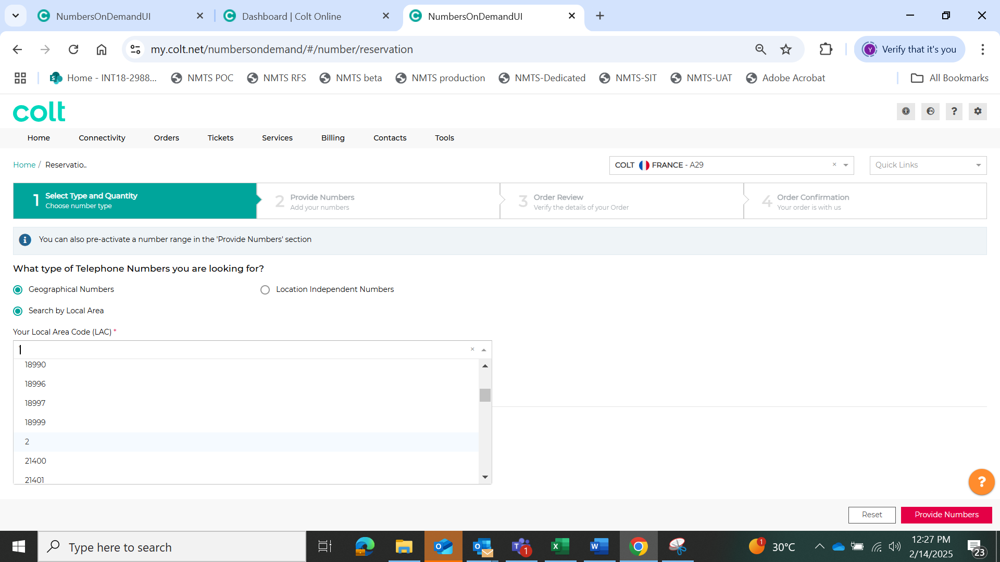 NumbersOnDemandUI
Dashboard | Colt Online
NumbersOnDemandUI
my.colt.net/numbersondemand/#/number/reservation
Y
Verify that it's you
S
Home - INT18-2988...
NMTS POC
NMTS RFS
NMTS beta
NMTS production
NMTS-Dedicated
NMTS-SIT
NMTS-UAT
Adobe Acrobat
All Bookmarks
colt
Home
Connectivity
Orders
Tickets
Services
Billing
Contacts
Tools
Home / Reservatio..
COLT FRANCE - A29
Quick Links
1 Select Type and Quantity
Choose number type
2 Provide Numbers
Add your numbers
3 Order Review
Verify the details of your Order
4 Order Confirmation
Your order is with us
You can also pre-activate a number range in the 'Provide Numbers' section
What type of Telephone Numbers you are looking for?
Geographical Numbers
Location Independent Numbers
Search by Local Area
Your Local Area Code (LAC) *
18990
18996
18997
18999
2
21400
21401
?
Reset
Provide Numbers
Type here to search
1
1
30°C
12:27 PM
2/14/2025
23